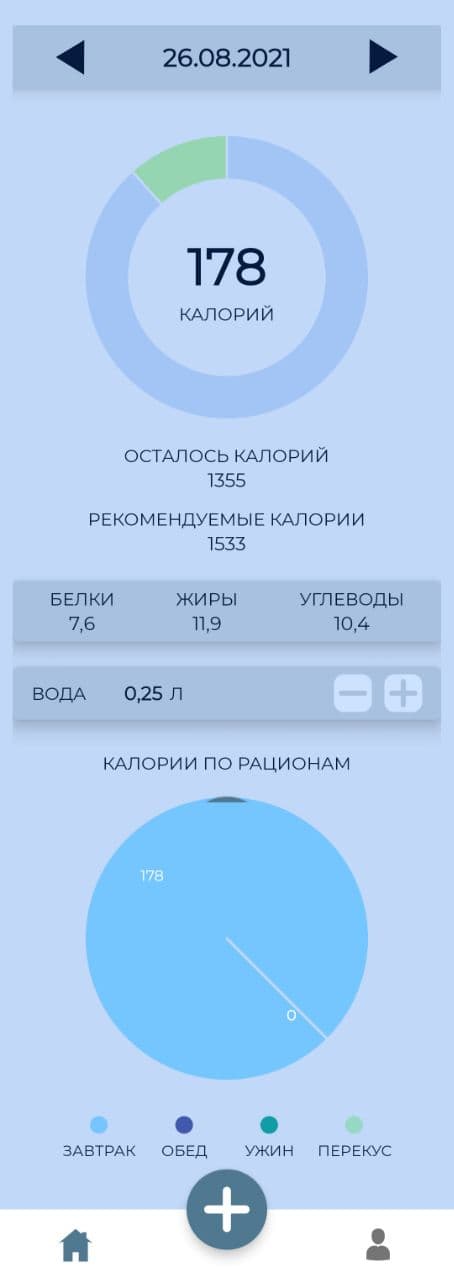 26.08.2021
178
КАЛОРИЙ
ОСТАЛОСЬ КАЛОРИЙ
1355
РЕКОМЕНДУЕМЫЕ КАЛОРИИ
1533
БЕЛКИ ЖИРЫ УГЛЕВОДЫ
7,6 11,9 10,4
ВОДА 0,25 Л
КАЛОРИИ ПО РАЦИОНАМ
178
0
ЗАВТРАК ОБЕД УЖИН ПЕРЕКУС